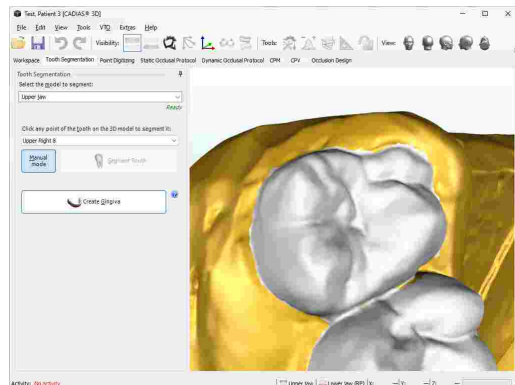 Test, Patient 3 [CADIAS® 3D]
File Edit View Tools VTO Extras Help
Visibility: Tools: View:
Workspace Tooth Segmentation Point Digitizing Static Occlusal Protocol Dynamic Occlusal Protocol CPM CPV Occlusion Design
Tooth Segmentation
Select the model to segment:
Upper Jaw
Ready
Click any point of the tooth on the 3D model to segment it:
Upper Right 8
Manual mode
Segment Tooth
Create Gingiva
Activity: No activity
Upper Jaw Lower Jaw (RP) X: — Y: — Z: —